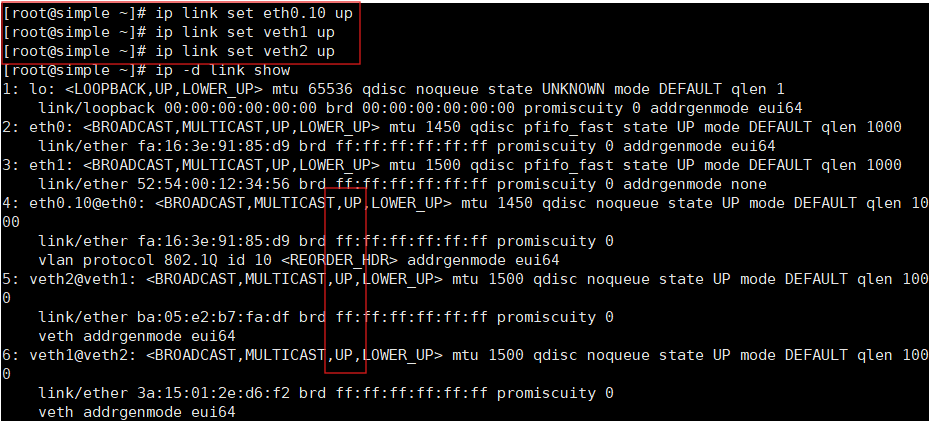 [root@simple ~]# ip link set eth0.10 up
[root@simple ~]# ip link set veth1 up
[root@simple ~]# ip link set veth2 up
[root@simple ~]# ip -d link show
1: lo: <LOOPBACK,UP,LOWER_UP> mtu 65536 qdisc noqueue state UNKNOWN mode DEFAULT qlen 1
    link/loopback 00:00:00:00:00:00 brd 00:00:00:00:00:00 promiscuity 0 addrgenmode eui64
2: eth0: <BROADCAST,MULTICAST,UP,LOWER_UP> mtu 1450 qdisc pfifo_fast state UP mode DEFAULT qlen 1000
    link/ether fa:16:3e:91:85:d9 brd ff:ff:ff:ff:ff:ff promiscuity 0 addrgenmode eui64
3: eth1: <BROADCAST,MULTICAST,UP,LOWER_UP> mtu 1500 qdisc pfifo_fast state UP mode DEFAULT qlen 1000
    link/ether 52:54:00:12:34:56 brd ff:ff:ff:ff:ff:ff promiscuity 0 addrgenmode none
4: eth0.10@eth0: <BROADCAST,MULTICAST,UP,LOWER_UP> mtu 1450 qdisc noqueue state UP mode DEFAULT qlen 10
00
    link/ether fa:16:3e:91:85:d9 brd ff:ff:ff:ff:ff:ff promiscuity 0
    vlan protocol 802.1Q id 10 <REORDER_HDR> addrgenmode eui64
5: veth2@veth1: <BROADCAST,MULTICAST,UP,LOWER_UP> mtu 1500 qdisc noqueue state UP mode DEFAULT qlen 100
0
    link/ether ba:05:e2:b7:fa:df brd ff:ff:ff:ff:ff:ff promiscuity 0
    veth addrgenmode eui64
6: veth1@veth2: <BROADCAST,MULTICAST,UP,LOWER_UP> mtu 1500 qdisc noqueue state UP mode DEFAULT qlen 100
0
    link/ether 3a:15:01:2e:d6:f2 brd ff:ff:ff:ff:ff:ff promiscuity 0
    veth addrgenmode eui64